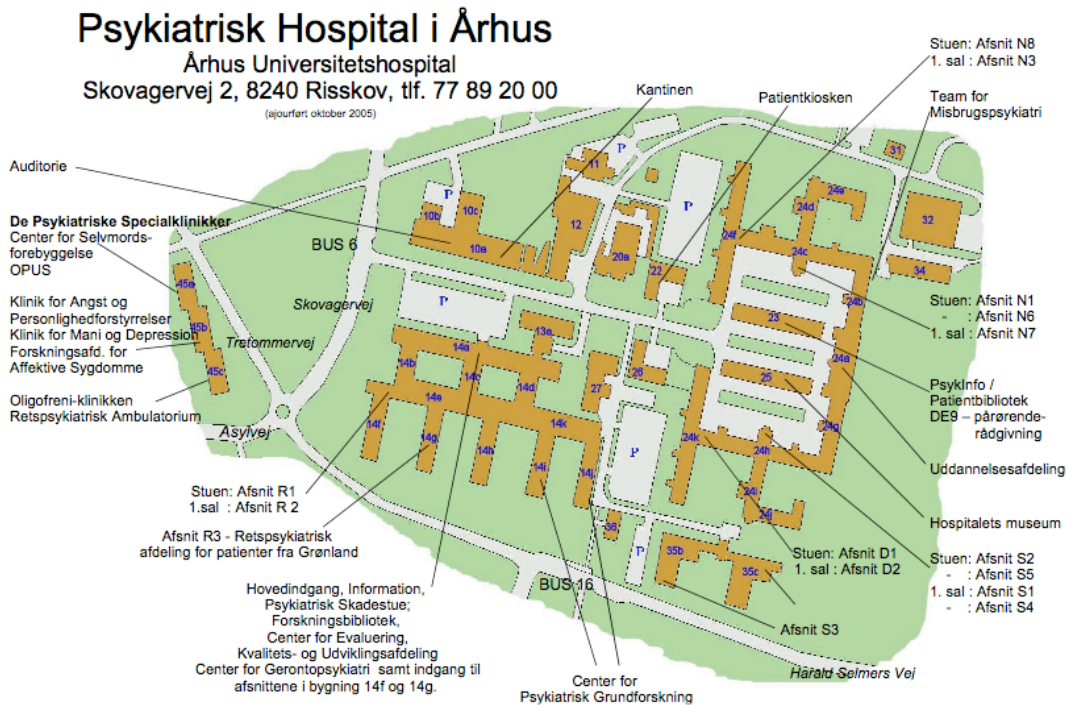 Psykiatrisk Hospital i Århus
Århus Universitetshospital
Skovagervej 2, 8240 Risskov, tlf. 77 89 20 00
(ajourført oktober 2005)
Kantinen
Patientkiosken
Stuen: Afsnit N8
1. sal : Afsnit N3
Team for
Misbrugspsykiatri
Auditorie
De Psykiatriske Specialklinikker
Center for Selvmords-
forebyggelse
OPUS
Klinik for Angst og
Personlighedforstyrrelser
Klinik for Mani og Depression
Forskningsafd. for
Affektive Sygdomme
Oligofreni-klinikken
Retspsykiatrisk Ambulatorium
BUS 6
Skovagervej
Tretommervej
Asylvej
45a
45b
45c
P
10b
10c
10a
11
P
12
20a
22
P
24f
24d
24e
24c
24b
31
32
34
23
25
24a
24g
24h
24k
24i
24j
P
13a
14a
14b
14c
14d
14e
14f
14g
14h
14i
14k
14j
27
26
P
36
P
35b
35c
Stuen: Afsnit N1
- : Afsnit N6
1. sal : Afsnit N7
PsykInfo /
Patientbibliotek
DE9 – pårørende-
rådgivning
Uddannelsesafdeling
Hospitalets museum
Stuen: Afsnit S2
- : Afsnit S5
1. sal : Afsnit S1
- : Afsnit S4
Stuen: Afsnit D1
1. sal : Afsnit D2
Afsnit S3
Stuen: Afsnit R1
1.sal : Afsnit R 2
Afsnit R3 - Retspsykiatrisk
afdeling for patienter fra Grønland
Hovedindgang, Information,
Psykiatrisk Skadestue;
Forskningsbibliotek,
Center for Evaluering,
Kvalitets- og Udviklingsafdeling
Center for Gerontopsykiatri samt indgang til
afsnittene i bygning 14f og 14g.
BUS 16
Center for
Psykiatrisk Grundforskning
Harald Selmers Vej